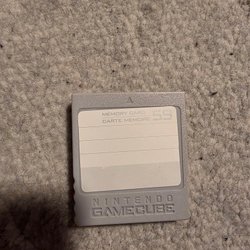 MEMORY CARD 59
CARTE MÉMOIRE
NINTENDO
GAMECUBE